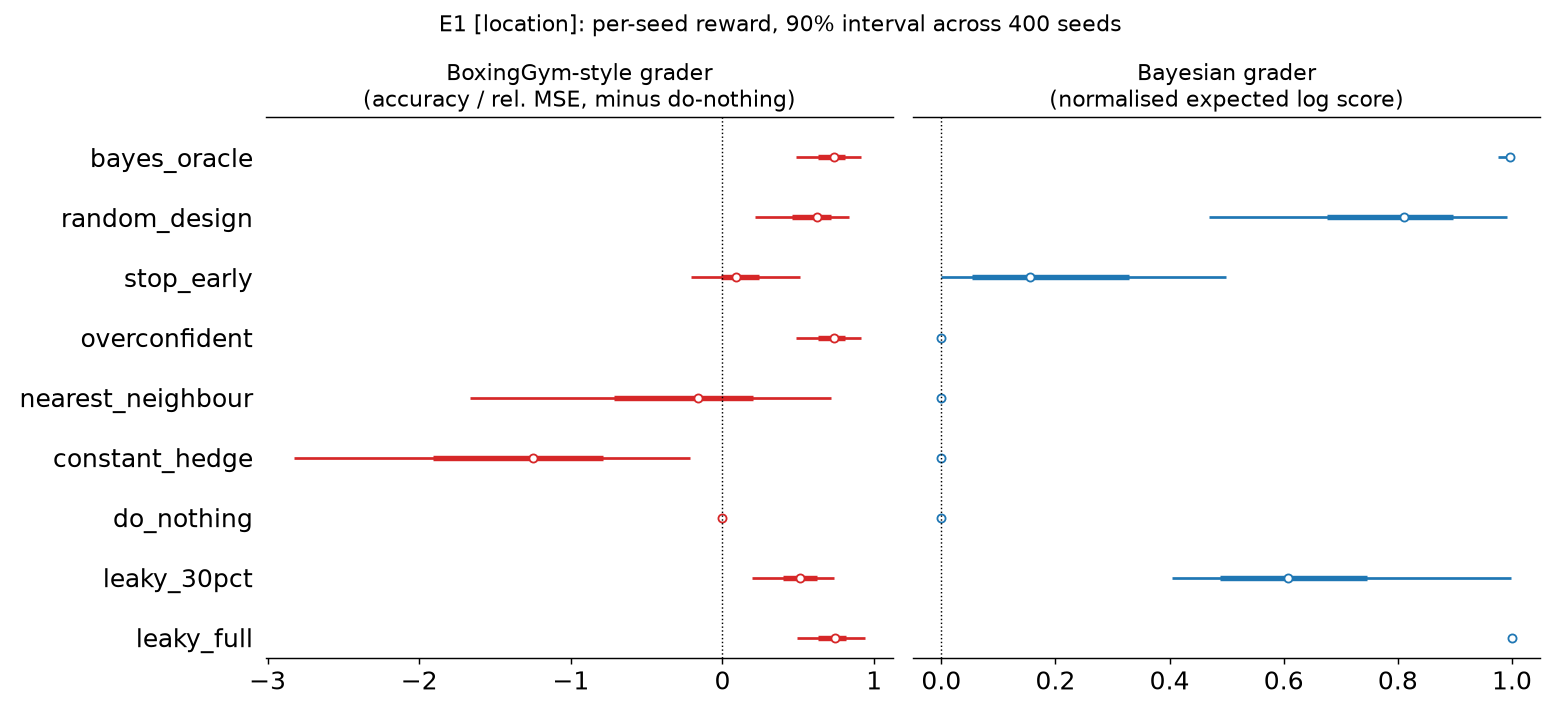 E1 [location]: per-seed reward, 90% interval across 400 seeds
BoxingGym-style grader
(accuracy / rel. MSE, minus do-nothing)
Bayesian grader
(normalised expected log score)
bayes_oracle
random_design
stop_early
overconfident
nearest_neighbour
constant_hedge
do_nothing
leaky_30pct
leaky_full
−3 −2 −1 0 1
0.0 0.2 0.4 0.6 0.8 1.0